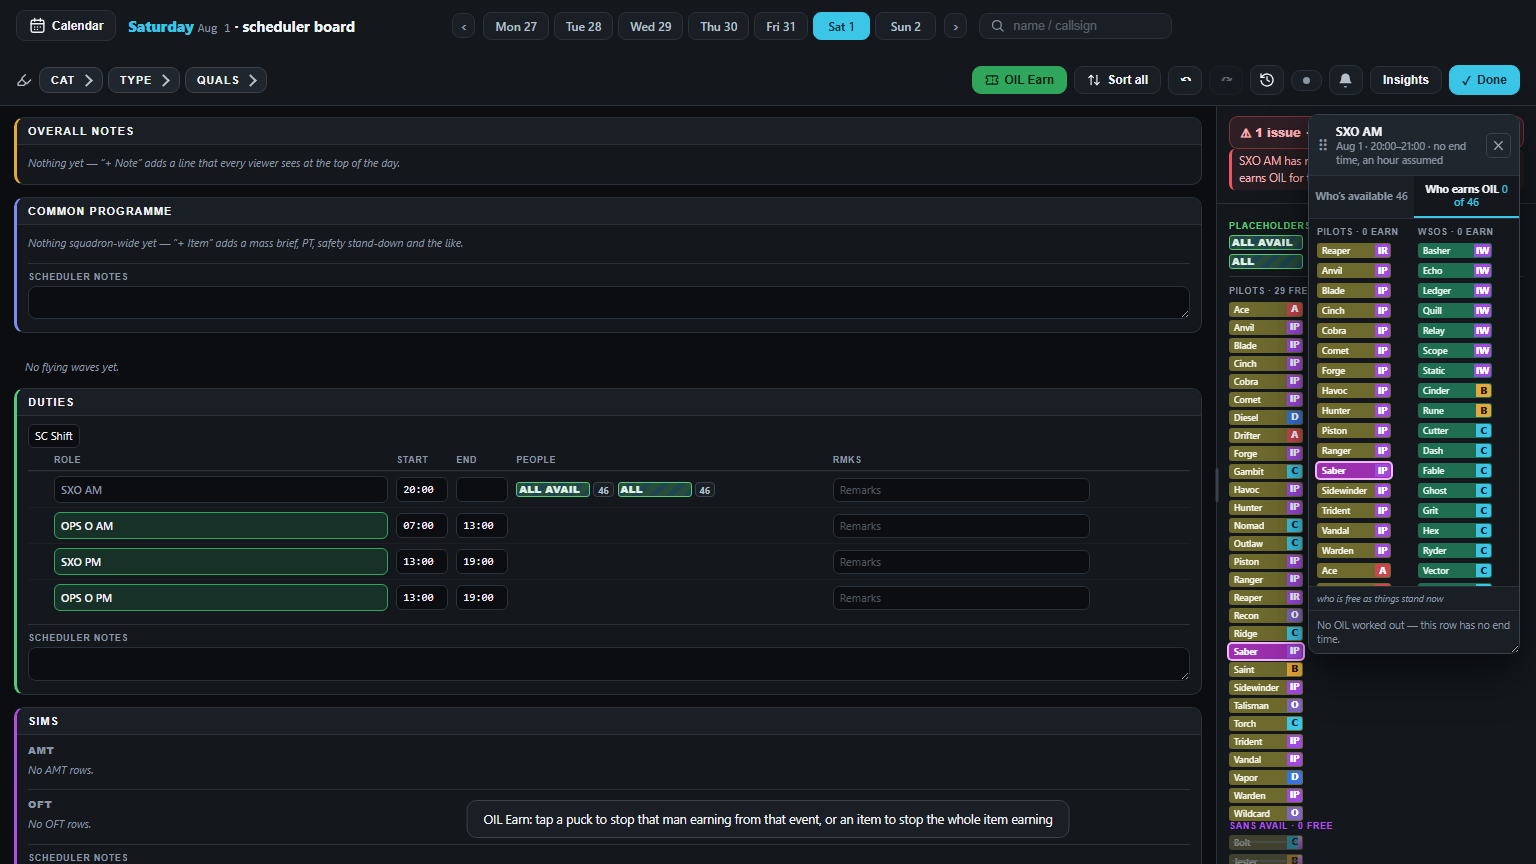 Calendar
Saturday Aug 1 · scheduler board
‹
Mon 27
Tue 28
Wed 29
Thu 30
Fri 31
Sat 1
Sun 2
›
name / callsign
CAT
TYPE
QUALS
OIL Earn
Sort all
Insights
✓ Done
OVERALL NOTES
Nothing yet — “+ Note” adds a line that every viewer sees at the top of the day.
COMMON PROGRAMME
Nothing squadron-wide yet — “+ Item” adds a mass brief, PT, safety stand-down and the like.
SCHEDULER NOTES
No flying waves yet.
DUTIES
SC Shift
ROLE START END PEOPLE RMKS
SXO AM 20:00 ALL AVAIL 46 ALL 46 Remarks
OPS O AM 07:00 13:00 Remarks
SXO PM 13:00 19:00 Remarks
OPS O PM 13:00 19:00 Remarks
SCHEDULER NOTES
SIMS
AMT
No AMT rows.
OFT
No OFT rows.
SCHEDULER NOTES
OIL Earn: tap a puck to stop that man earning from that event, or an item to stop the whole item earning
⚠ 1 issue
SXO AM has
earns OIL for
PLACEHOLDERS
ALL AVAIL
ALL
PILOTS · 29 FREE
Ace A
Anvil IP
Blade IP
Cinch IP
Cobra IP
Comet IP
Diesel D
Drifter A
Forge IP
Gambit C
Havoc IP
Hunter IP
Nomad C
Outlaw C
Piston IP
Ranger IP
Reaper IR
Recon O
Ridge C
Saber IP
Saint B
Sidewinder IP
Talisman O
Torch C
Trident IP
Vandal IP
Vapor D
Warden IP
Wildcard O
SANS AVAIL · 0 FREE
Bolt C
Jester B
SXO AM
Aug 1 · 20:00–21:00 · no end
time, an hour assumed
Who's available 46
Who earns OIL 0
of 46
PILOTS · 0 EARN
Reaper IR
Anvil IP
Blade IP
Cinch IP
Cobra IP
Comet IP
Forge IP
Havoc IP
Hunter IP
Piston IP
Ranger IP
Saber IP
Sidewinder IP
Trident IP
Vandal IP
Warden IP
Ace A
WSOS · 0 EARN
Basher IW
Echo IW
Ledger IW
Quill IW
Relay IW
Scope IW
Static IW
Cinder B
Rune B
Cutter C
Dash C
Fable C
Ghost C
Grit C
Hex C
Ryder C
Vector C
who is free as things stand now
No OIL worked out — this row has no end
time.